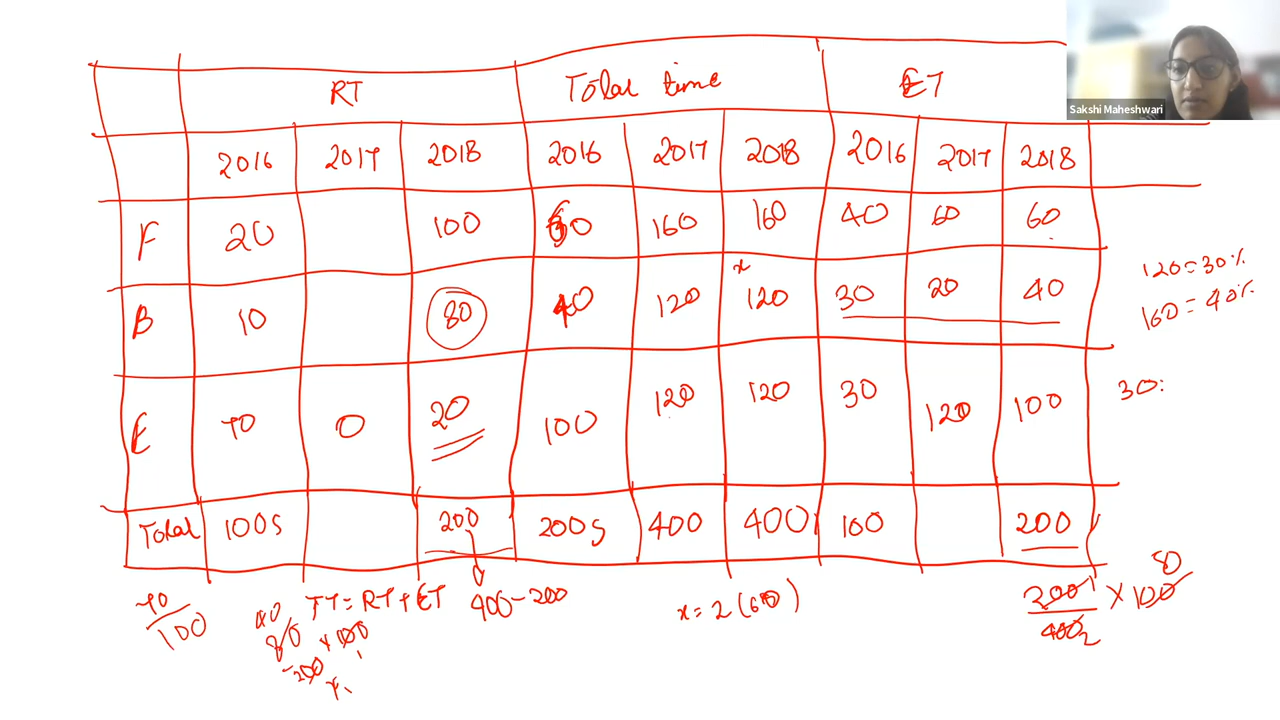 Sakshi Maheshwari
RT Total time ET
2016 2017 2018 2016 2017 2018 2016 2017 2018
F 20 100 60 160 160 40 60 60
B 10 80 40 120 x 120 30 20 40
120=30%
160=40%
E 70 0 20 100 120 120 30 120 100
30:
Total 100s 200 200s 400 400 100 200
70/100
TT=RT+ET
400-200
x=2(60)
80
200 × 100